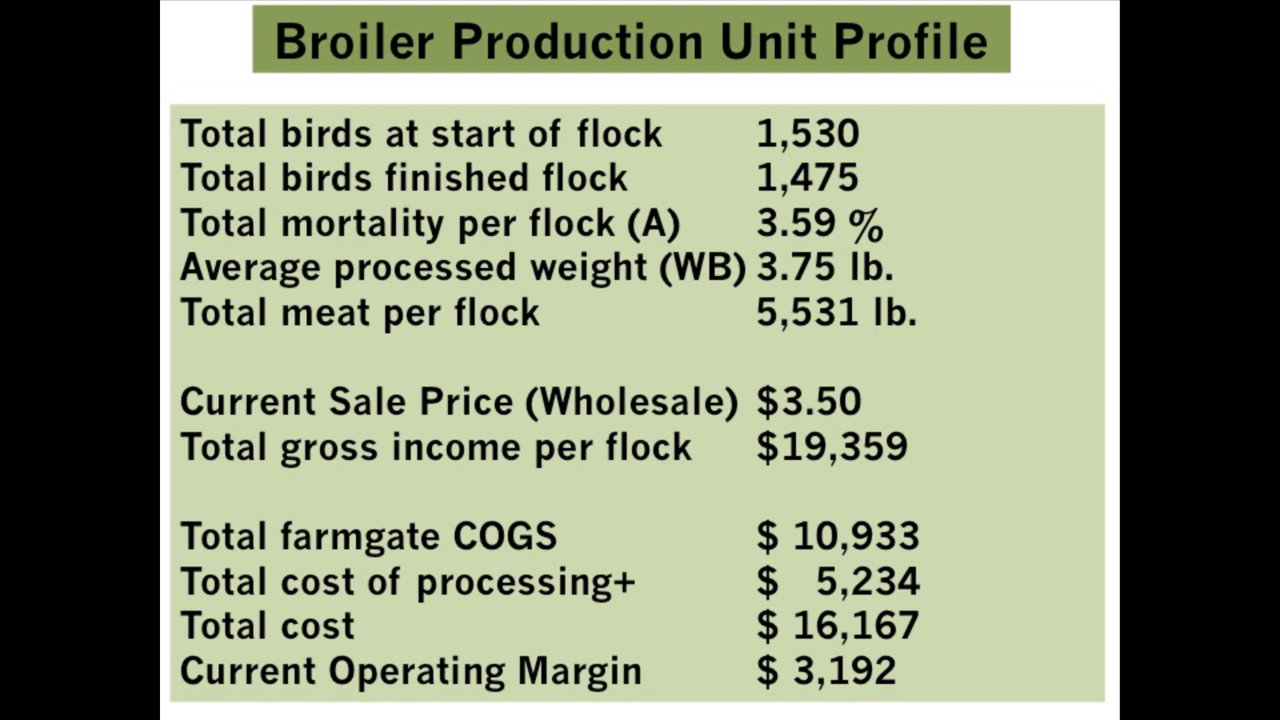 Broiler Production Unit Profile
Total birds at start of flock 1,530
Total birds finished flock 1,475
Total mortality per flock (A) 3.59 %
Average processed weight (WB) 3.75 lb.
Total meat per flock 5,531 lb.
Current Sale Price (Wholesale) $3.50
Total gross income per flock $19,359
Total farmgate COGS $ 10,933
Total cost of processing+ $ 5,234
Total cost $ 16,167
Current Operating Margin $ 3,192